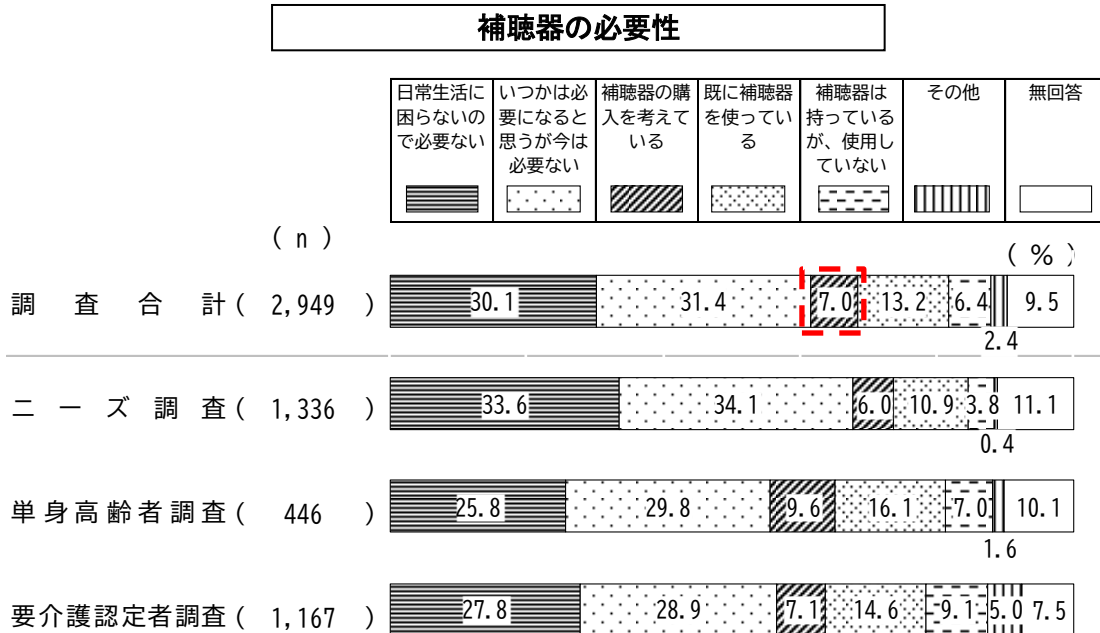 補聴器の必要性
日常生活に困らないので必要ない
いつかは必要になると思うが今は必要ない
補聴器の購入を考えている
既に補聴器を使っている
補聴器は持っているが、使用していない
その他
無回答
(n)
(%)
調査合計(2,949) 30.1 31.4 7.0 13.2 6.4 2.4 9.5
ニーズ調査(1,336) 33.6 34.1 6.0 10.9 3.8 0.4 11.1
単身高齢者調査(446) 25.8 29.8 9.6 16.1 7.0 1.6 10.1
要介護認定者調査(1,167) 27.8 28.9 7.1 14.6 9.1 5.0 7.5